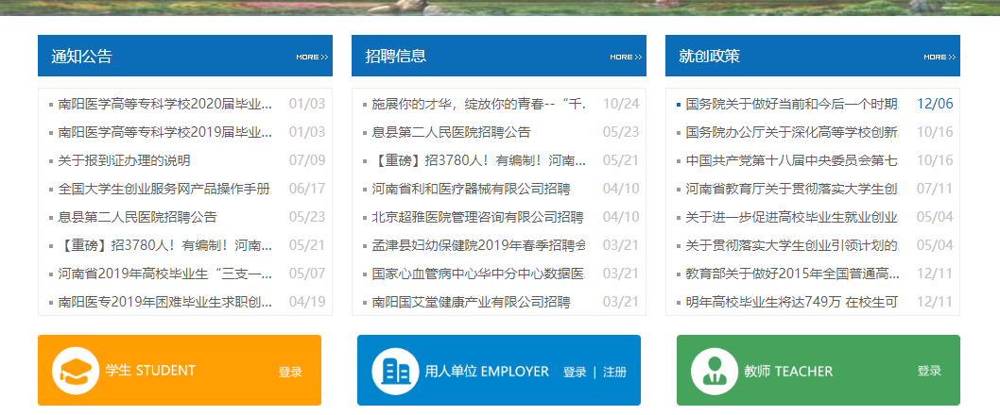 通知公告 MORE >>
南阳医学高等专科学校2020届毕业... 01/03
南阳医学高等专科学校2019届毕业... 01/03
关于报到证办理的说明 07/09
全国大学生创业服务网产品操作手册 06/17
息县第二人民医院招聘公告 05/23
【重磅】招3780人！有编制！河南... 05/21
河南省2019年高校毕业生“三支一... 05/07
南阳医专2019年困难毕业生求职创... 04/19
招聘信息 MORE >>
施展你的才华，绽放你的青春--“千. 10/24
息县第二人民医院招聘公告 05/23
【重磅】招3780人！有编制！河南... 05/21
河南省利和医疗器械有限公司招聘 04/10
北京超雅医院管理咨询有限公司招聘 04/10
孟津县妇幼保健院2019年春季招聘会 03/21
国家心血管病中心华中分中心数据医 03/21
南阳国艾堂健康产业有限公司招聘 03/21
就创政策 MORE >>
国务院关于做好当前和今后一个时期 12/06
国务院办公厅关于深化高等学校创新 10/16
中国共产党第十八届中央委员会第七 10/16
河南省教育厅关于贯彻落实大学生创 07/11
关于进一步促进高校毕业生就业创业 05/04
关于贯彻落实大学生创业引领计划的 05/04
教育部关于做好2015年全国普通高... 12/11
明年高校毕业生将达749万 在校生可 12/11
学生 STUDENT 登录
用人单位 EMPLOYER 登录 | 注册
教师 TEACHER 登录